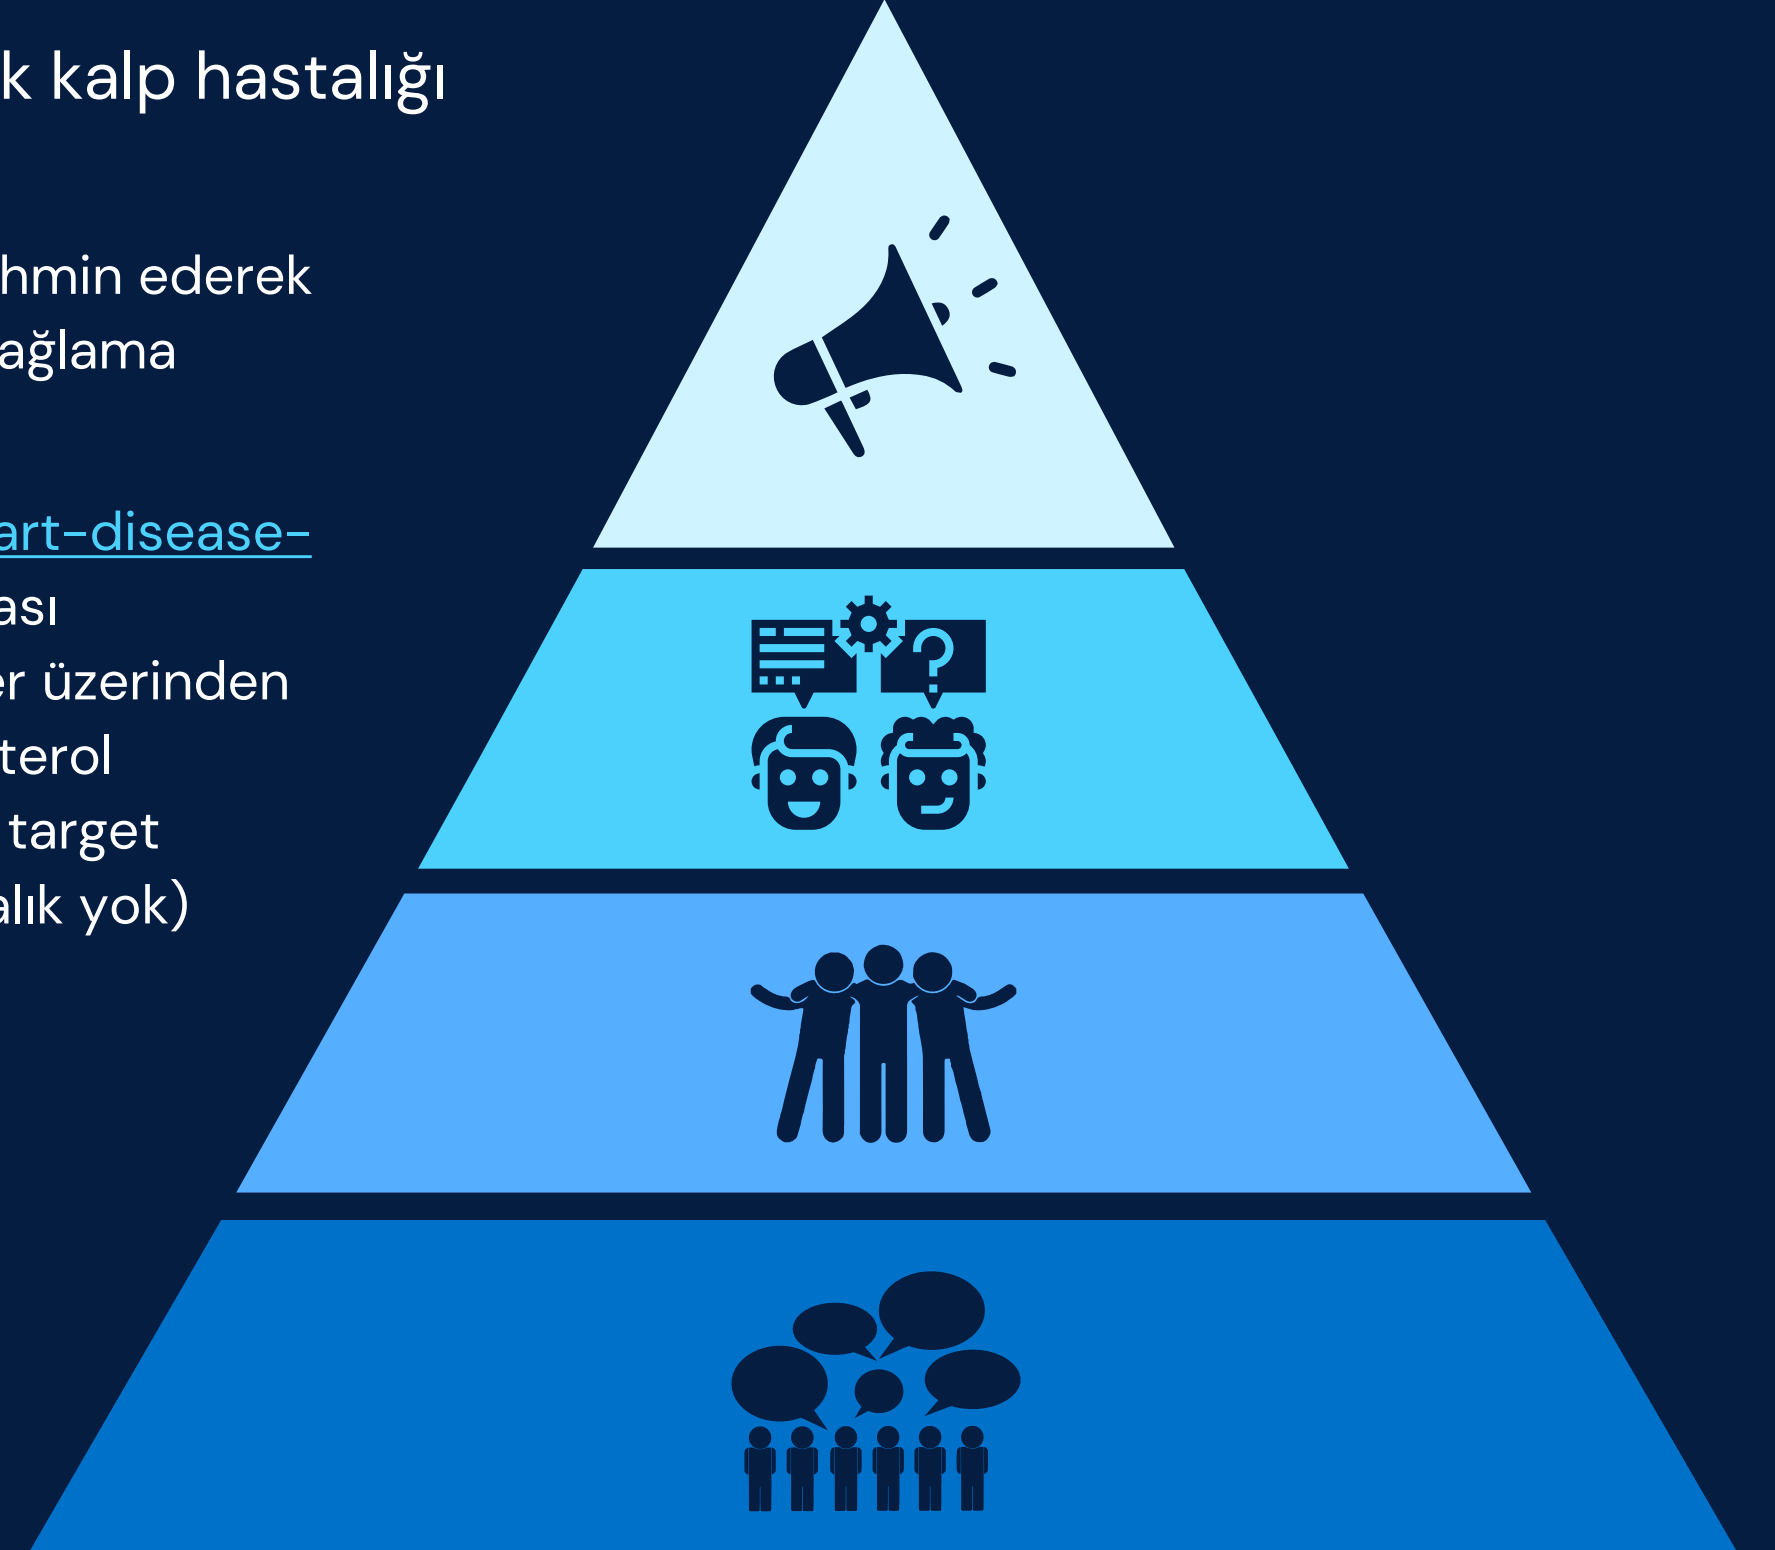 k kalp hastalığı
hmin ederek
ağlama
art-disease-
ası
er üzerinden
terol
target
alık yok)
?